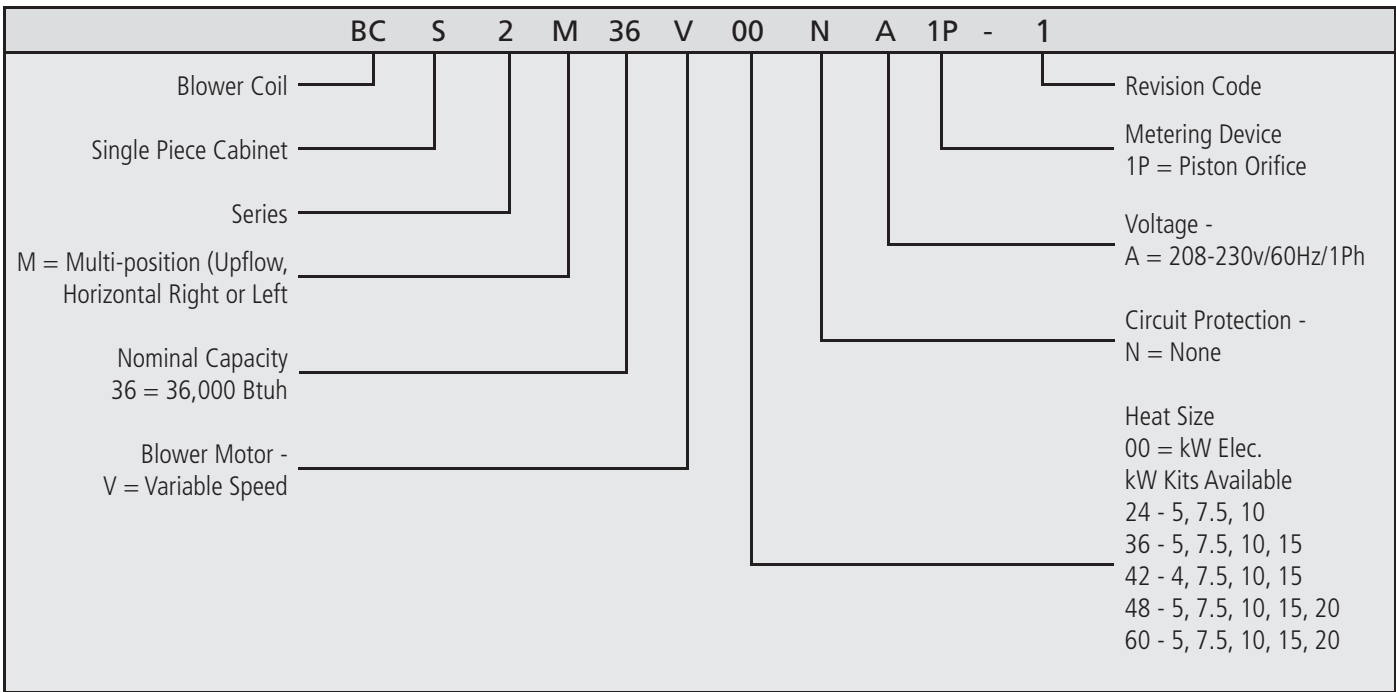 BC S 2 M 36 V 00 N A 1P - 1
Blower Coil
Single Piece Cabinet
Series
M = Multi-position (Upflow,
Horizontal Right or Left
Nominal Capacity
36 = 36,000 Btuh
Blower Motor -
V = Variable Speed
Revision Code
Metering Device
1P = Piston Orifice
Voltage -
A = 208-230v/60Hz/1Ph
Circuit Protection -
N = None
Heat Size
00 = kW Elec.
kW Kits Available
24 - 5, 7.5, 10
36 - 5, 7.5, 10, 15
42 - 4, 7.5, 10, 15
48 - 5, 7.5, 10, 15, 20
60 - 5, 7.5, 10, 15, 20